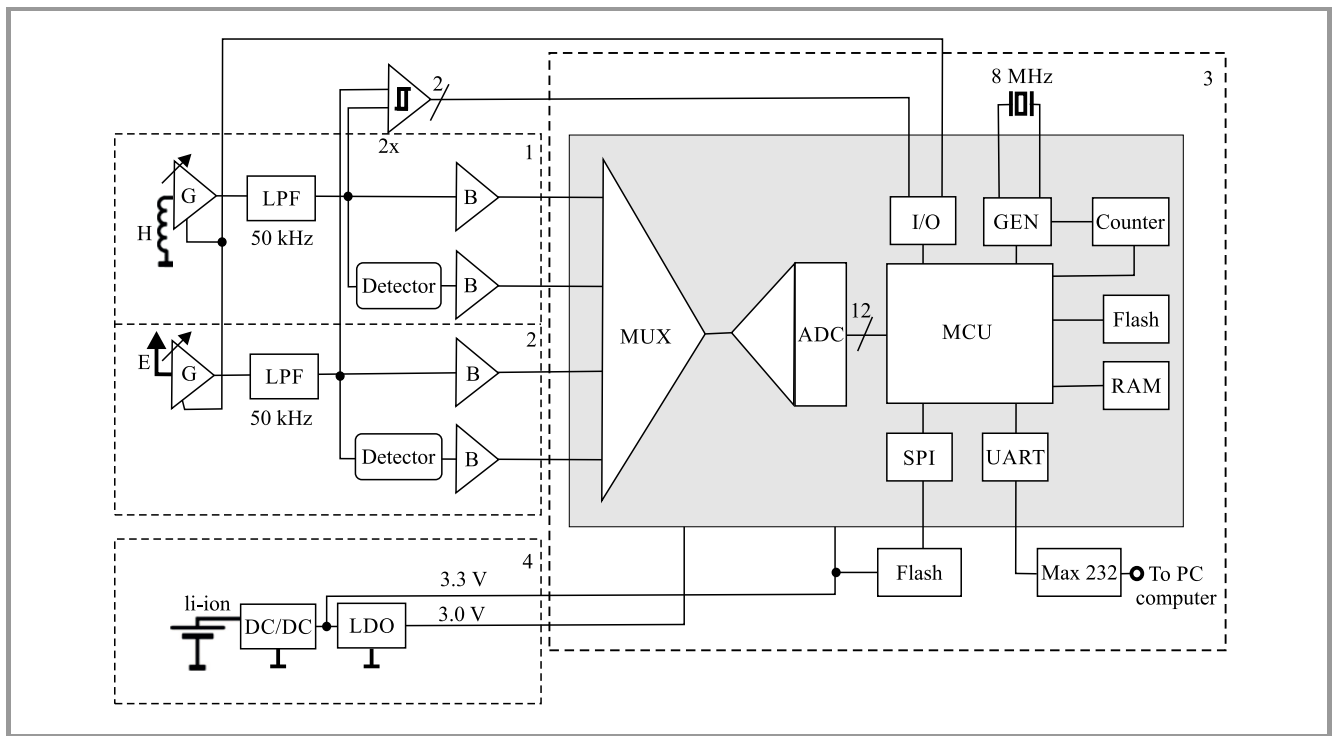 8 MHz
3
2
2x
1
G
LPF
B
I/O
GEN
Counter
H
50 kHz
Detector
B
MUX
ADC
12
MCU
Flash
2
E
G
LPF
B
RAM
50 kHz
Detector
B
SPI
UART
4
3.3 V
Flash
Max 232
To PC
computer
li-ion
DC/DC
LDO
3.0 V